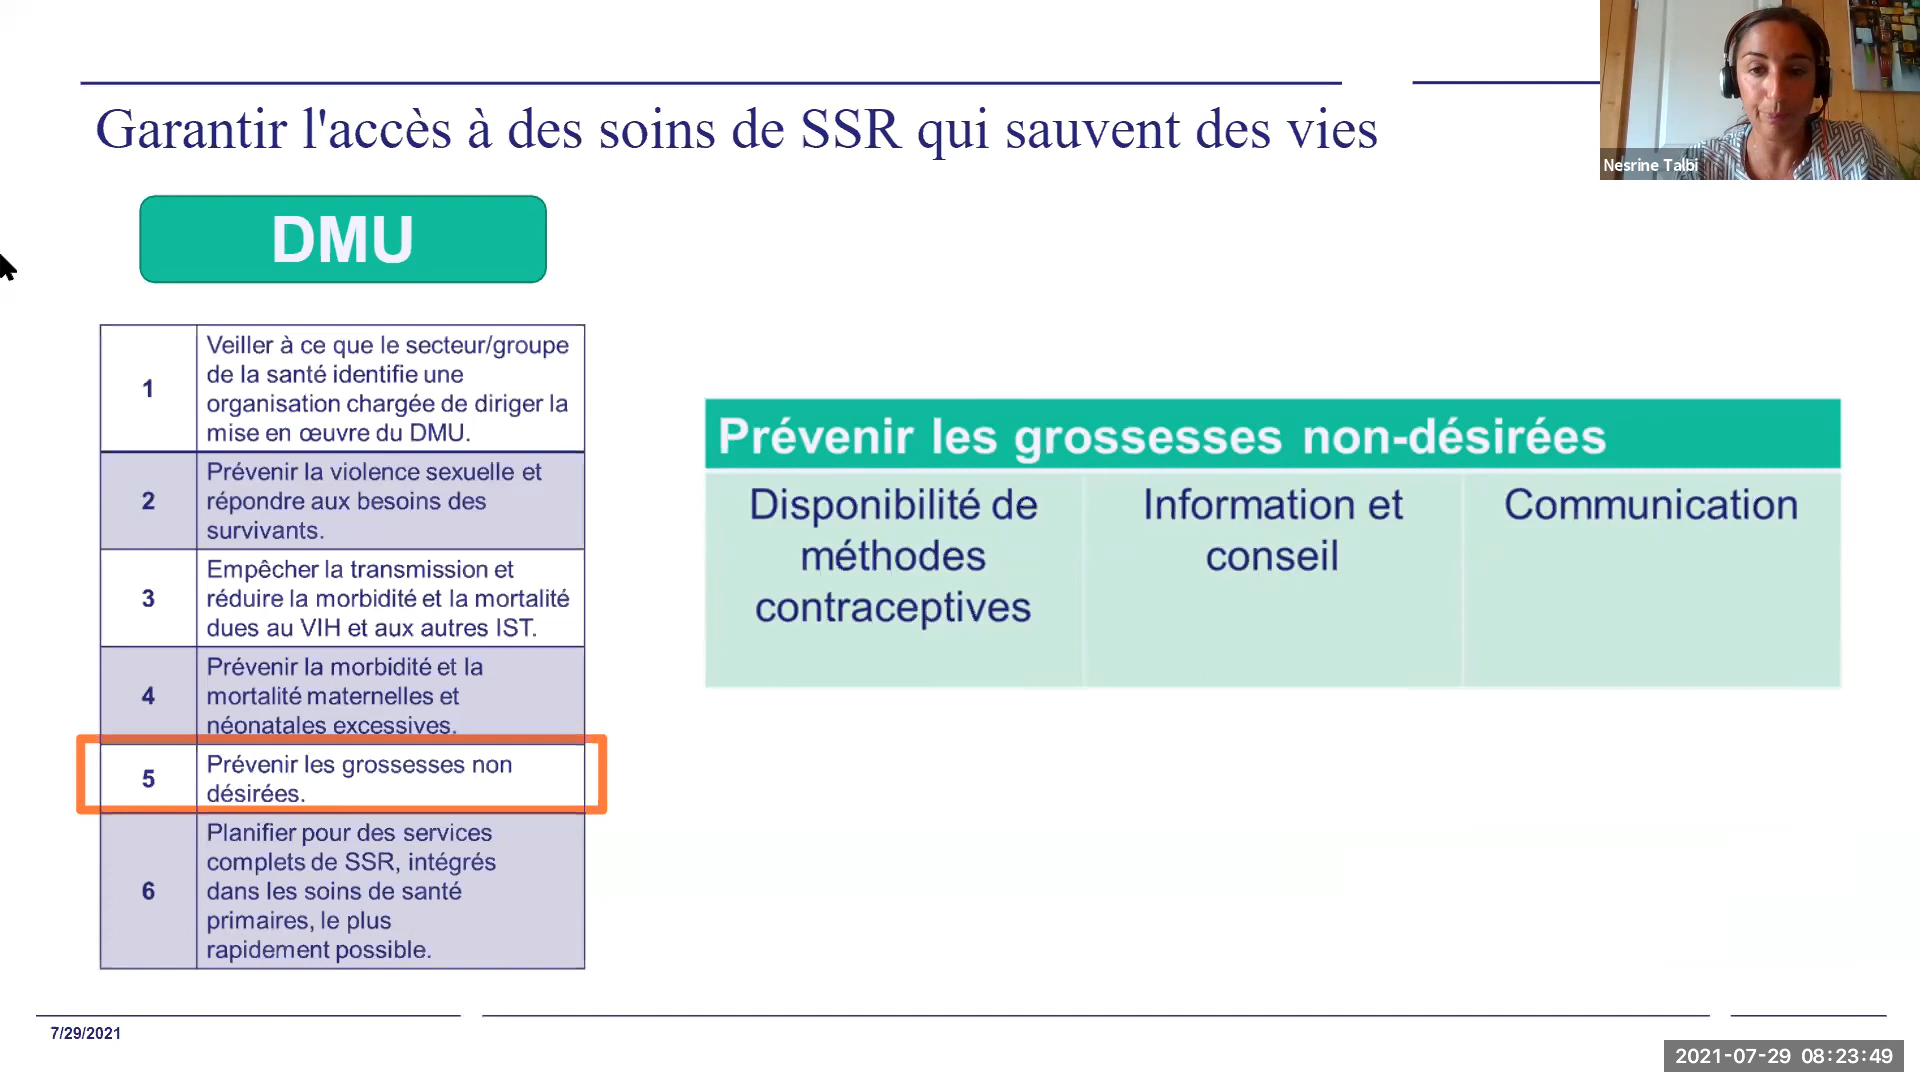 Garantir l'accès à des soins de SSR qui sauvent des vies
Nesrine Talbi
DMU
1
Veiller à ce que le secteur/groupe
de la santé identifie une
organisation chargée de diriger la
mise en œuvre du DMU.
2
Prévenir la violence sexuelle et
répondre aux besoins des
survivants.
3
Empêcher la transmission et
réduire la morbidité et la mortalité
dues au VIH et aux autres IST.
4
Prévenir la morbidité et la
mortalité maternelles et
néonatales excessives.
5
Prévenir les grossesses non
désirées.
6
Planifier pour des services
complets de SSR, intégrés
dans les soins de santé
primaires, le plus
rapidement possible.
Prévenir les grossesses non-désirées
Disponibilité de
méthodes
contraceptives
Information et
conseil
Communication
7/29/2021
2021-07-29 08:23:49